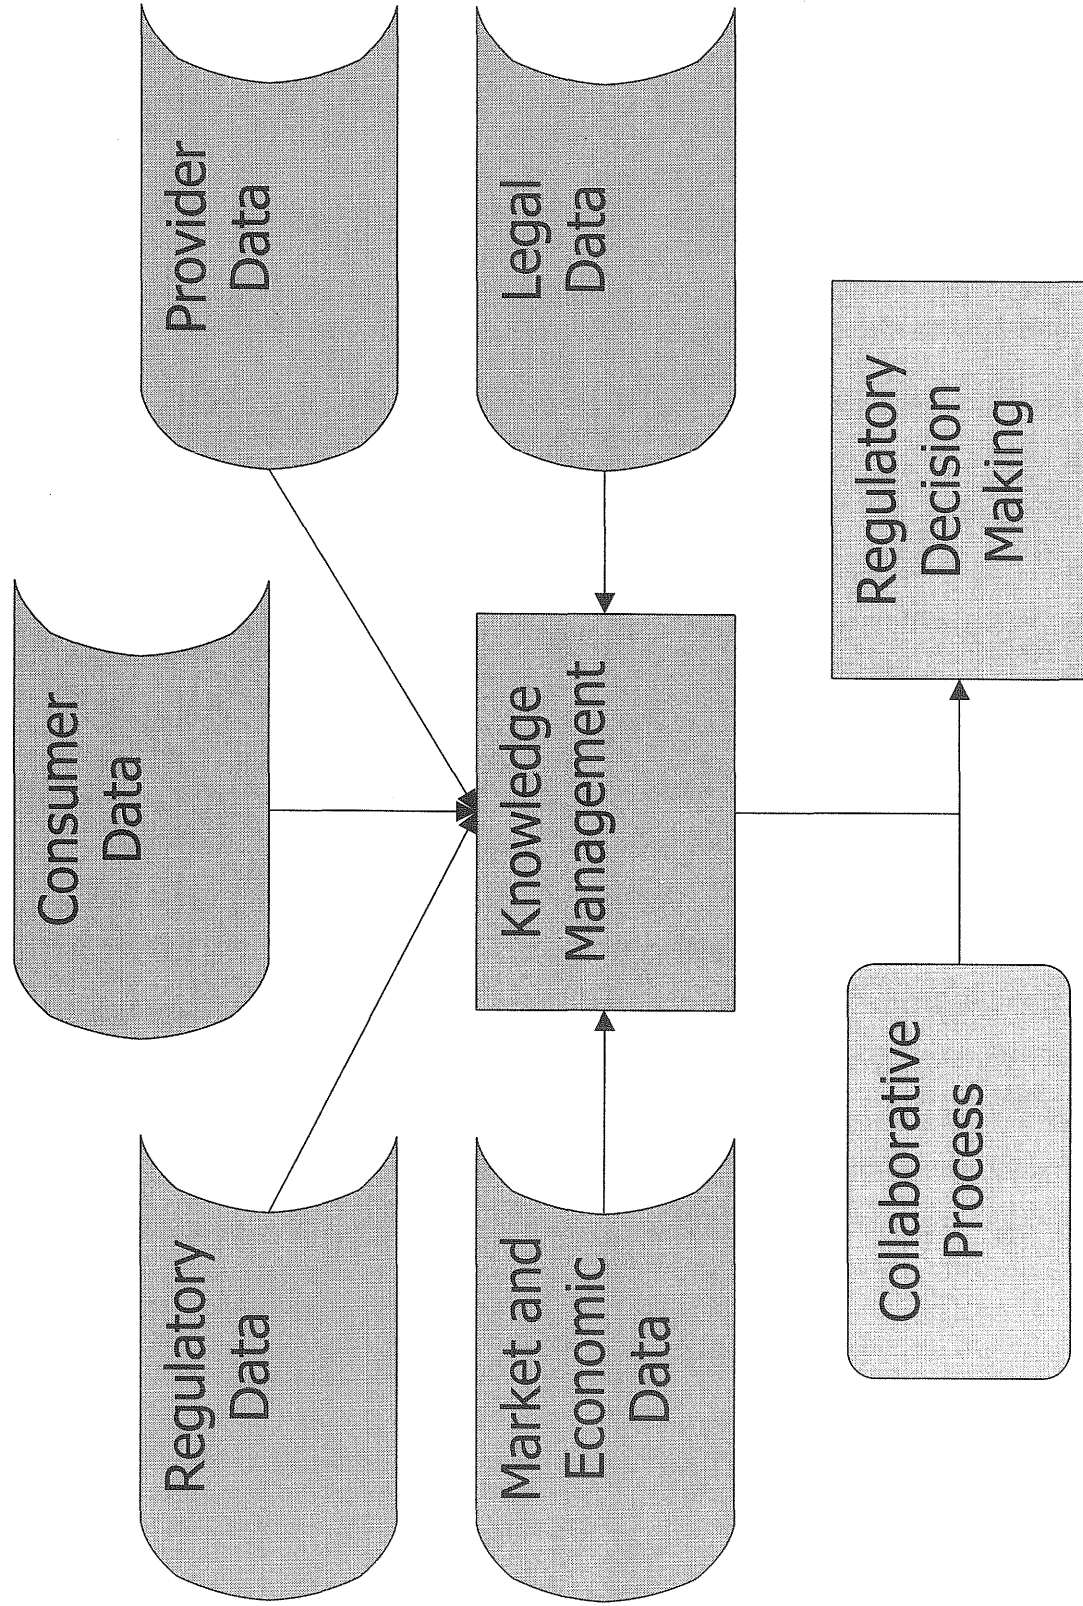 Consumer
Data
Regulatory
Data
Provider
Data
Market and
Economic
Data
Knowledge
Management
Legal
Data
Collaborative
Process
Regulatory
Decision
Making